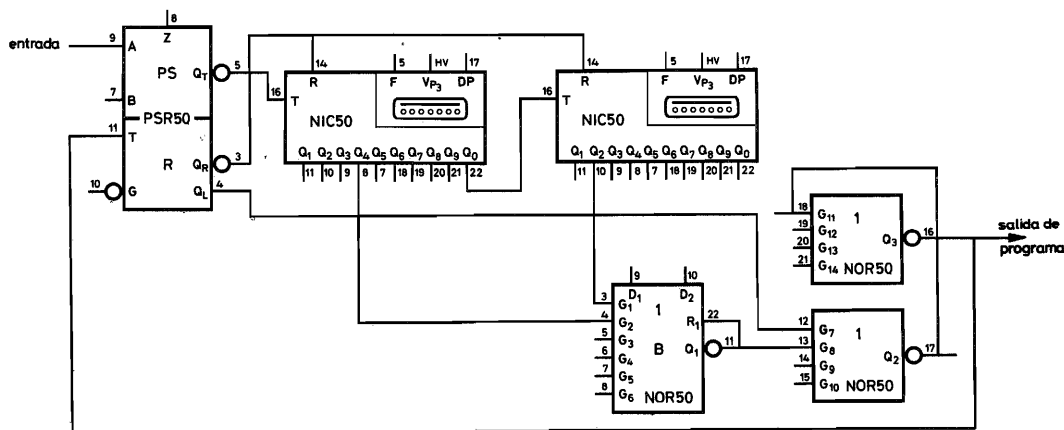 8
entrada 9 A Z
PS QT 5
7 B
PSR50
11 T
R QR 3
10 G QL 4
14 5 HV 17
R F VP3 DP
16 T
NIC50
Q1 Q2 Q3 Q4 Q5 Q6 Q7 Q8 Q9 Q0
11 10 9 8 7 18 19 20 21 22
14 5 HV 17
R F VP3 DP
16 T
NIC50
Q1 Q2 Q3 Q4 Q5 Q6 Q7 Q8 Q9 Q0
11 10 9 8 7 18 19 20 21 22
18 G11 1
19 G12
20 G13 Q3 16
21 G14 NOR50
salida de
programa
9 10
D1 D2
3 G1 1
4 G2 R1 22
5 G3
6 G4 B Q1 11
7 G5
8 G6 NOR50
12 G7 1
13 G8
14 G9 Q2 17
15 G10 NOR50